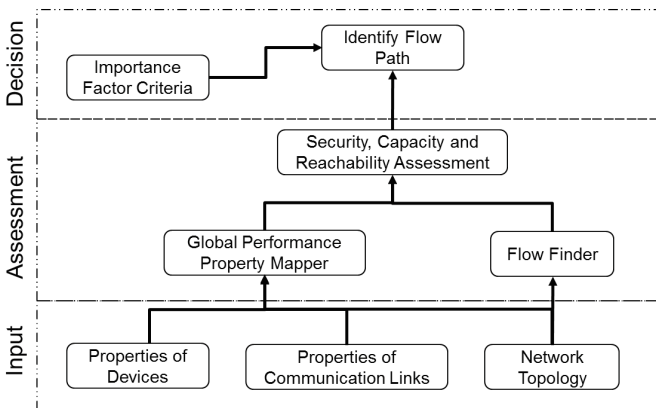 Decision
Identify Flow
Path
Importance
Factor Criteria
Assessment
Security, Capacity and
Reachability Assessment
Global Performance
Property Mapper
Flow Finder
Input
Properties of
Devices
Properties of
Communication Links
Network
Topology